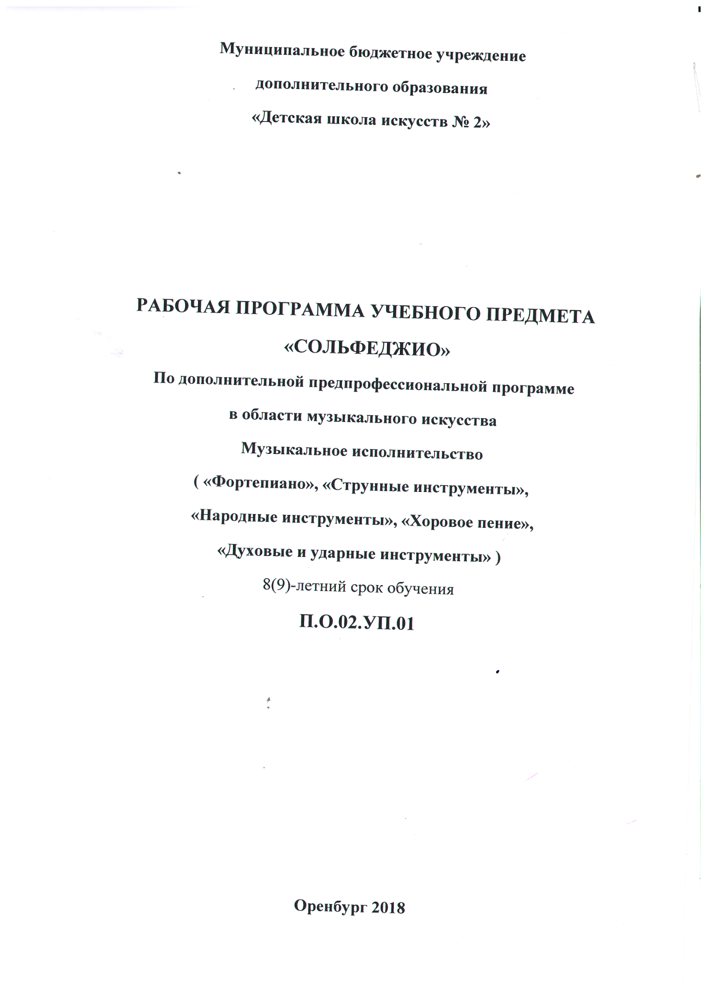 Муниципальное бюджетное учреждение
дополнительного образования
«Детская школа искусств № 2»
РАБОЧАЯ ПРОГРАММА УЧЕБНОГО ПРЕДМЕТА
«СОЛЬФЕДЖИО»
По дополнительной предпрофессиональной программе
в области музыкального искусства
Музыкальное исполнительство
( «Фортепиано», «Струнные инструменты»,
«Народные инструменты», «Хоровое пение»,
«Духовые и ударные инструменты» )
8(9)-летний срок обучения
П.О.02.УП.01
Оренбург 2018